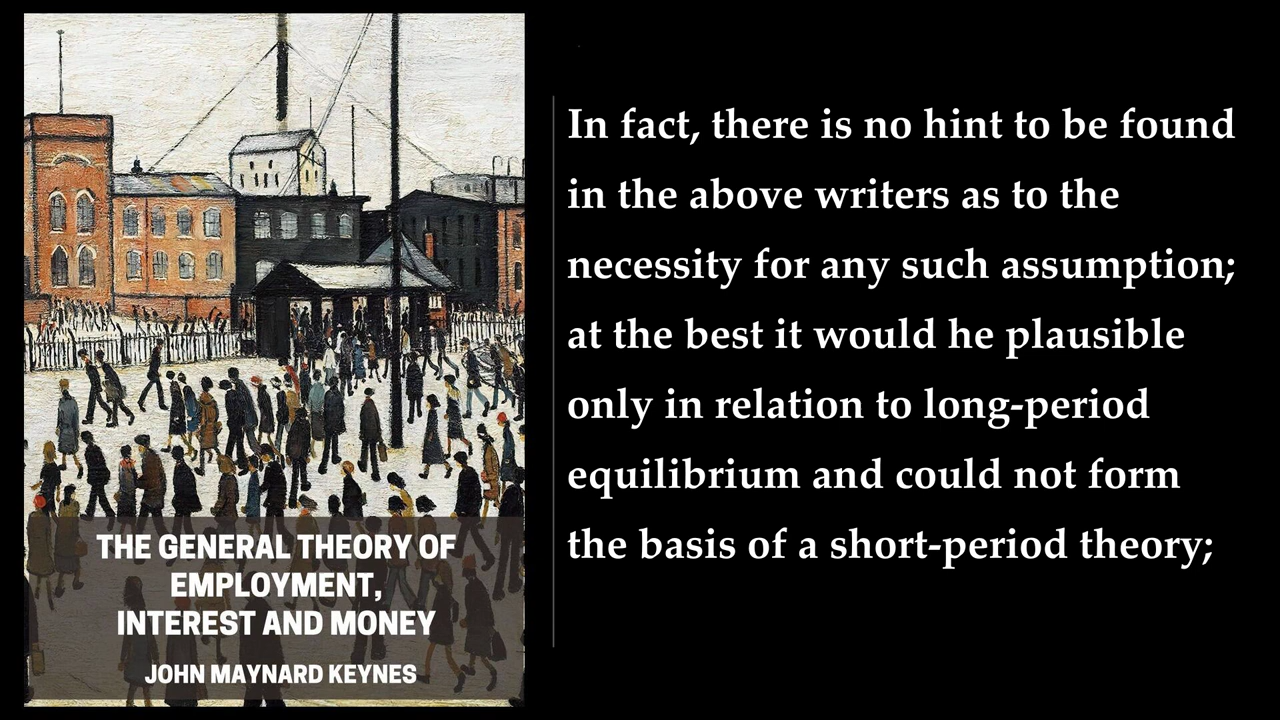 THE GENERAL THEORY OF
EMPLOYMENT,
INTEREST AND MONEY
JOHN MAYNARD KEYNES
In fact, there is no hint to be found
in the above writers as to the
necessity for any such assumption;
at the best it would he plausible
only in relation to long-period
equilibrium and could not form
the basis of a short-period theory;